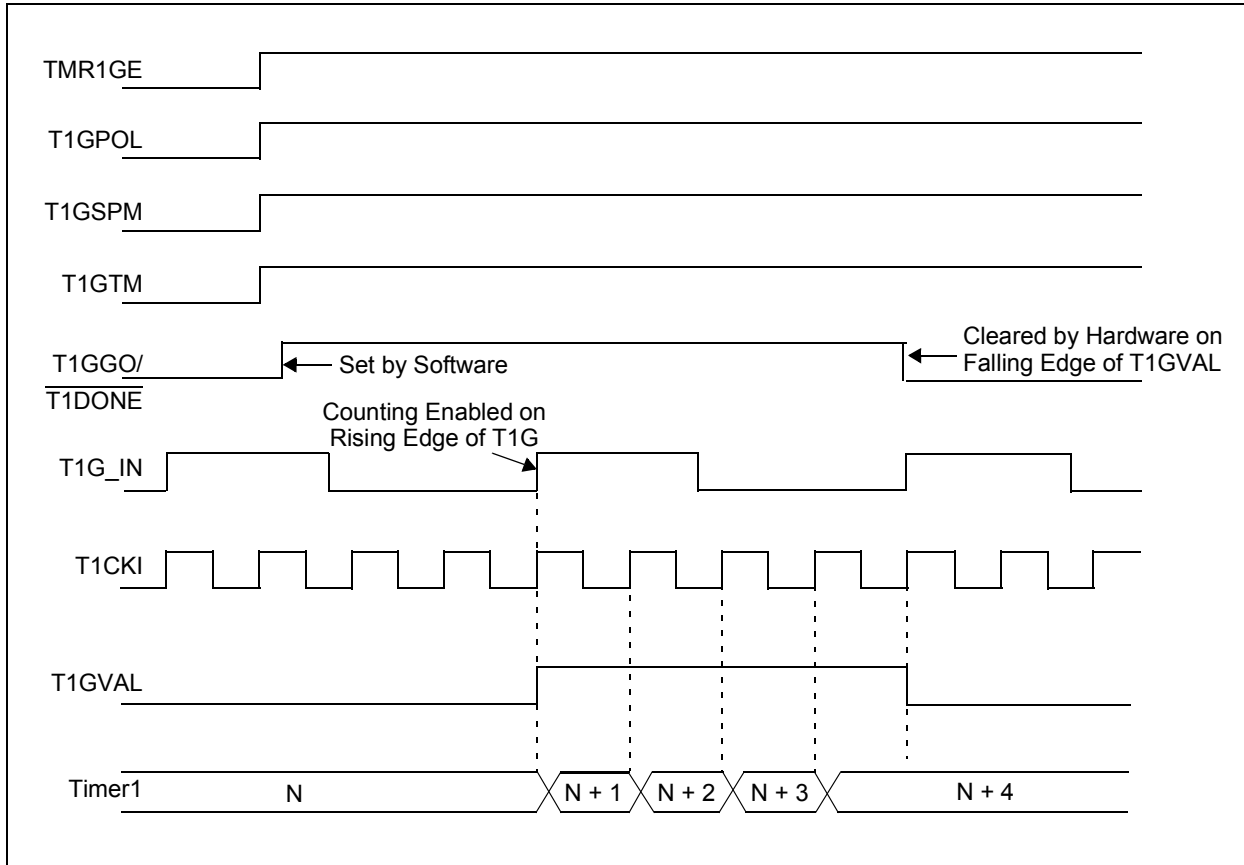 TMR1GE
T1GPOL
T1GSPM
T1GTM
T1GGO/
T1DONE
Set by Software
Cleared by Hardware on
Falling Edge of T1GVAL
Counting Enabled on
Rising Edge of T1G
T1G_IN
T1CKI
T1GVAL
Timer1
N
N + 1
N + 2
N + 3
N + 4